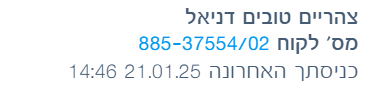 צהריים טובים דניאל
מס' לקוח 885-37554/02
כניסתך האחרונה 21.01.25 14:46